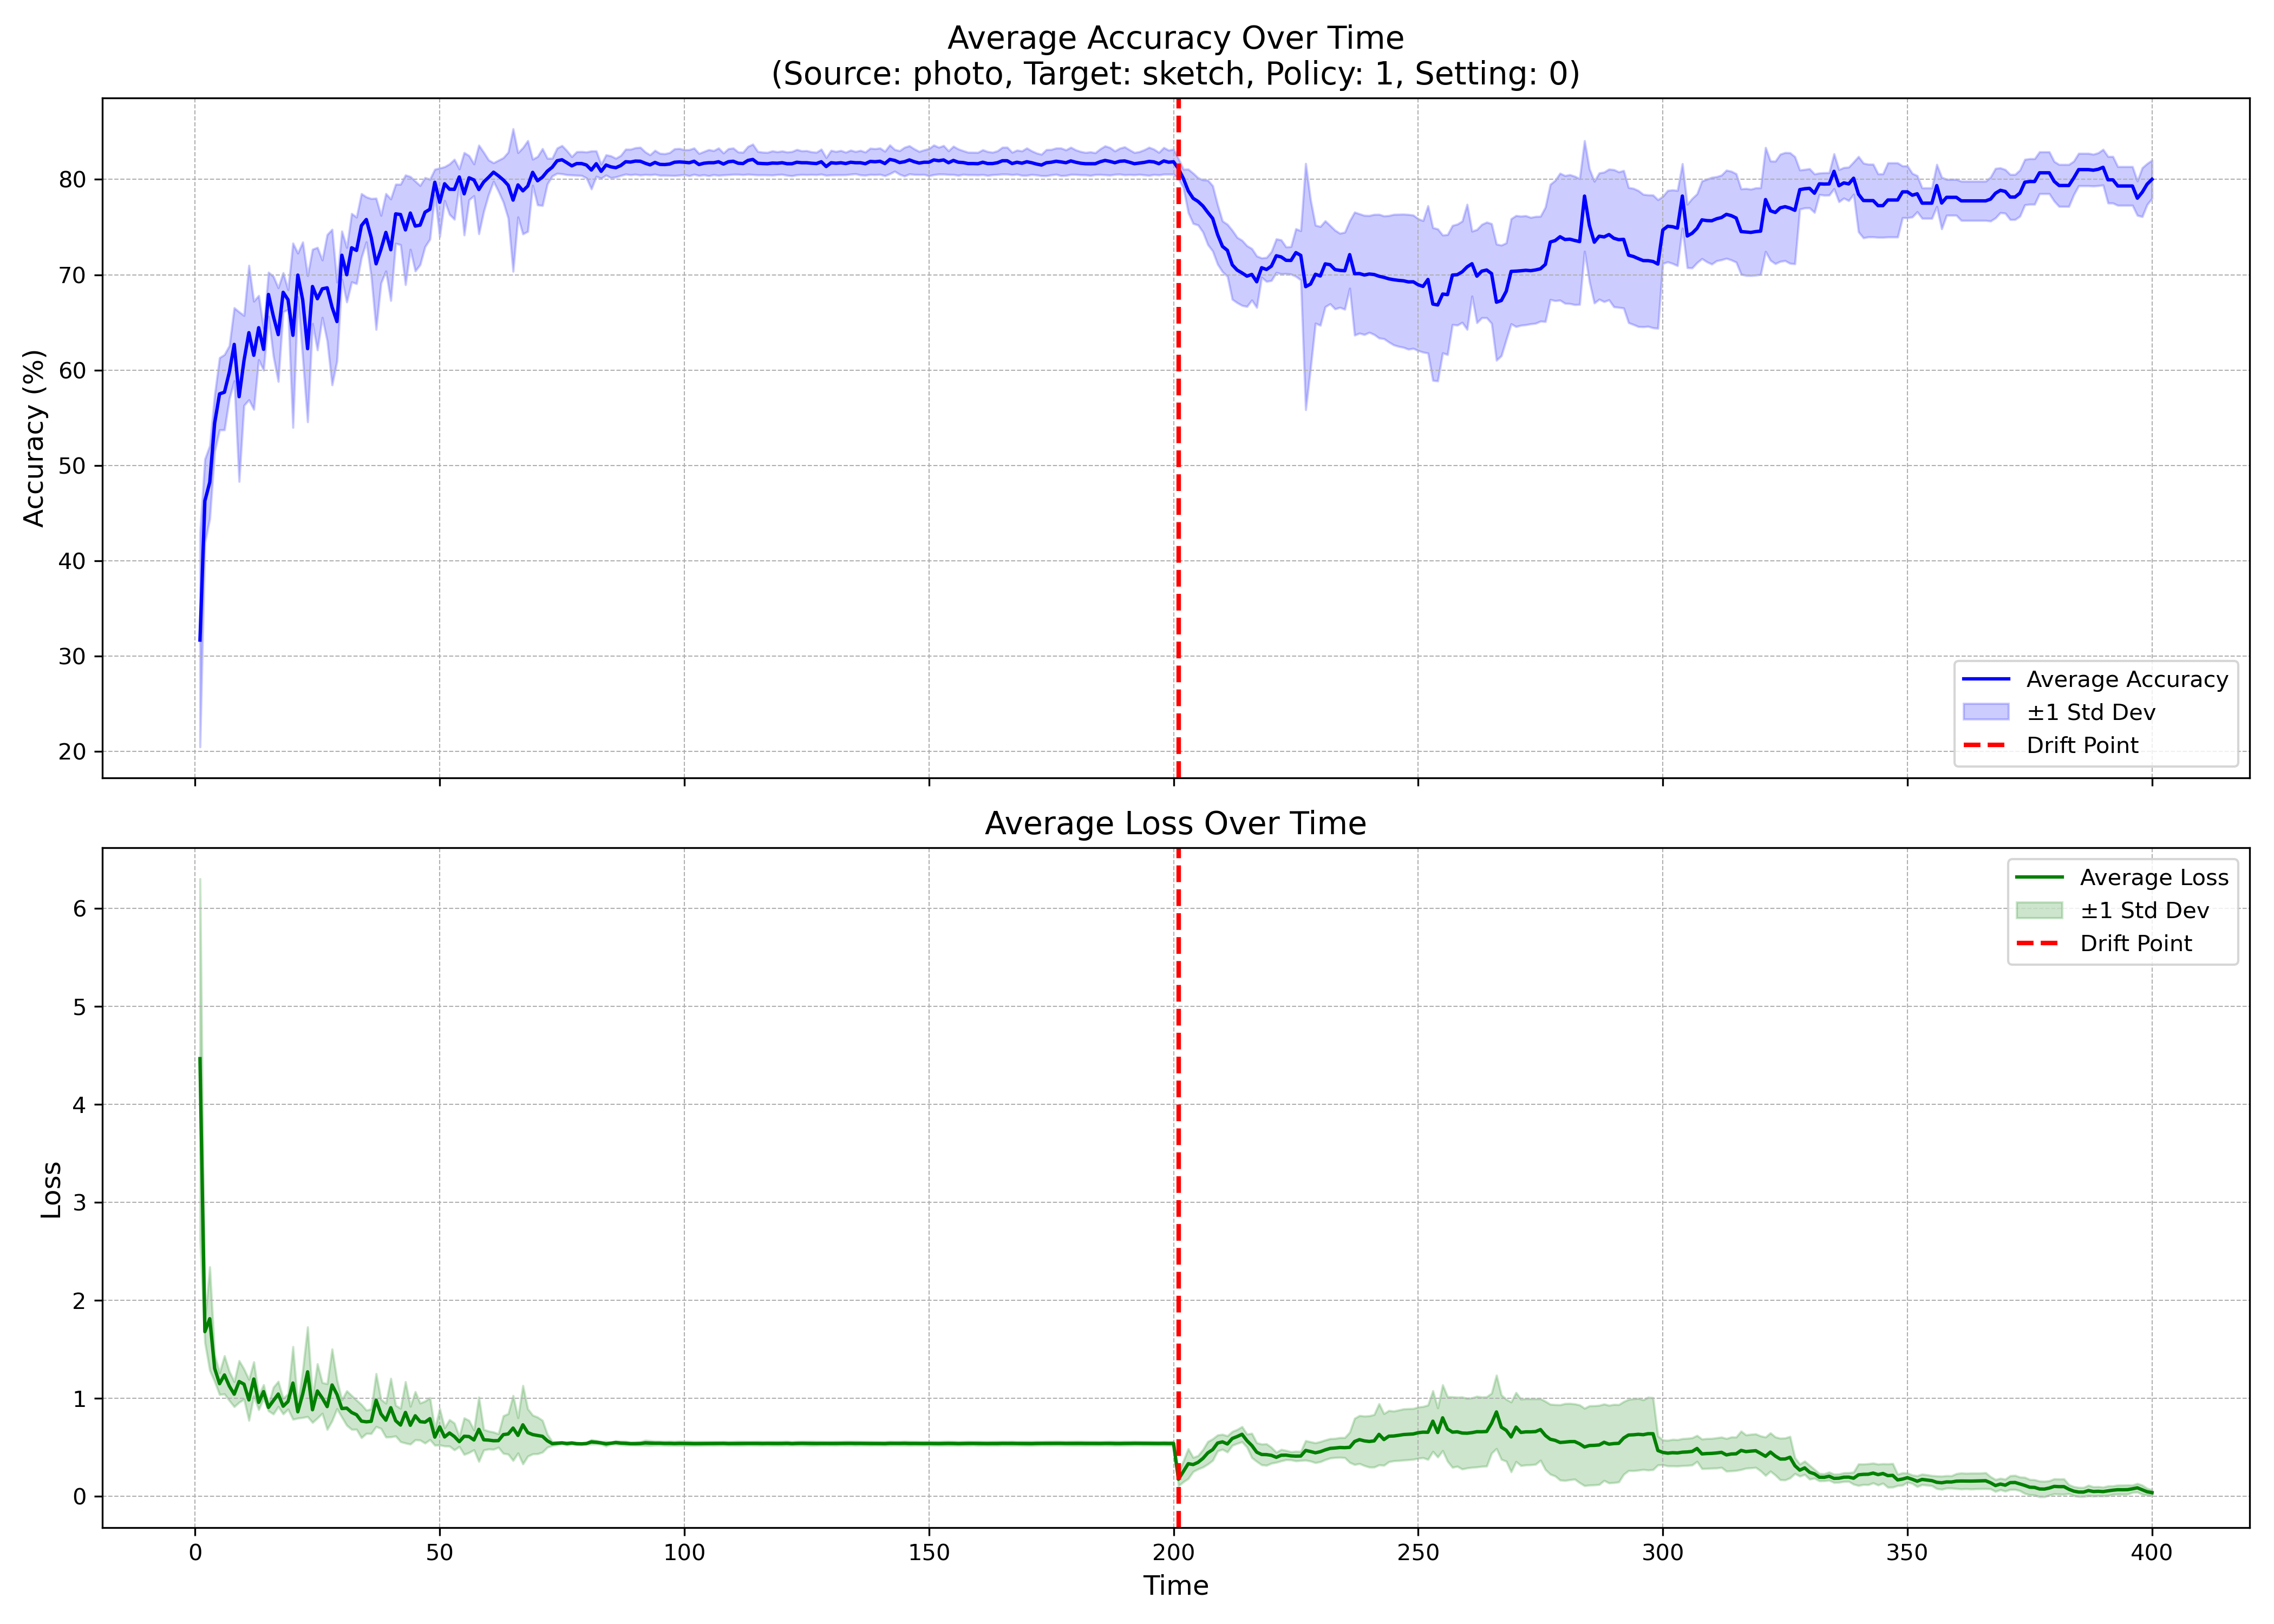 Average Accuracy Over Time
(Source: photo, Target: sketch, Policy: 1, Setting: 0)
Accuracy (%)
80
70
60
50
40
30
20
Average Accuracy
±1 Std Dev
Drift Point
Average Loss Over Time
Loss
6
5
4
3
2
1
0
Average Loss
±1 Std Dev
Drift Point
0 50 100 150 200 250 300 350 400
Time